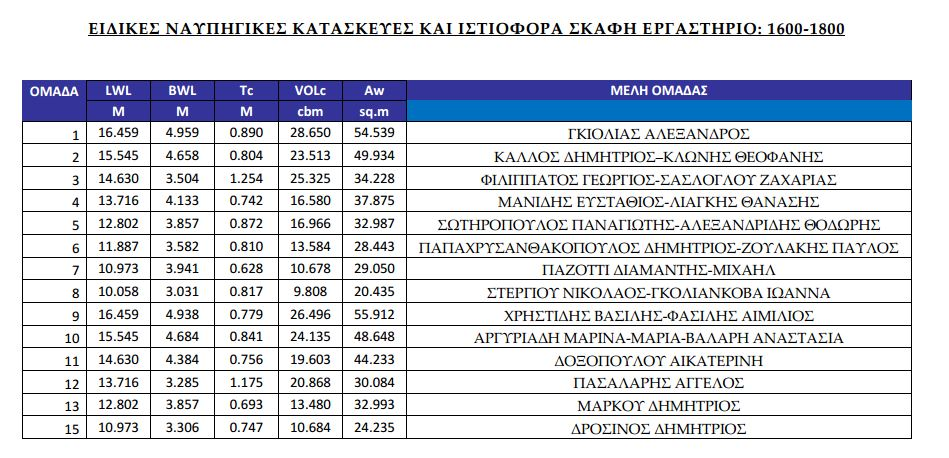 ΕΙΔΙΚΕΣ ΝΑΥΠΗΓΙΚΕΣ ΚΑΤΑΣΚΕΥΕΣ ΚΑΙ ΙΣΤΙΟΦΟΡΑ ΣΚΑΦΗ ΕΡΓΑΣΤΗΡΙΟ: 1600-1800
ΟΜΑΔΑ LWL BWL Tc VOLc Aw ΜΕΛΗ ΟΜΑΔΑΣ
M M M cbm sq.m
1 16.459 4.959 0.890 28.650 54.539 ΓΚΙΟΛΙΑΣ ΑΛΕΞΑΝΔΡΟΣ
2 15.545 4.658 0.804 23.513 49.934 ΚΑΛΛΟΣ ΔΗΜΗΤΡΙΟΣ–ΚΛΩΝΗΣ ΘΕΟΦΑΝΗΣ
3 14.630 3.504 1.254 25.325 34.228 ΦΙΛΙΠΠΑΤΟΣ ΓΕΩΡΓΙΟΣ-ΣΑΣΛΟΓΛΟΥ ΖΑΧΑΡΙΑΣ
4 13.716 4.133 0.742 16.580 37.875 ΜΑΝΙΔΗΣ ΕΥΣΤΑΘΙΟΣ-ΛΙΑΓΚΗΣ ΘΑΝΑΣΗΣ
5 12.802 3.857 0.872 16.966 32.987 ΣΩΤΗΡΟΠΟΥΛΟΣ ΠΑΝΑΓΙΩΤΗΣ-ΑΛΕΞΑΝΔΡΙΔΗΣ ΘΟΔΩΡΗΣ
6 11.887 3.582 0.810 13.584 28.443 ΠΑΠΑΧΡΥΣΑΝΘΑΚΟΠΟΥΛΟΣ ΔΗΜΗΤΡΙΟΣ-ΖΟΥΛΑΚΗΣ ΠΑΥΛΟΣ
7 10.973 3.941 0.628 10.678 29.050 ΠΑΖΟΤΤΙ ΔΙΑΜΑΝΤΗΣ-ΜΙΧΑΗΛ
8 10.058 3.031 0.817 9.808 20.435 ΣΤΕΡΓΙΟΥ ΝΙΚΟΛΑΟΣ-ΓΚΟΛΙΑΝΚΟΒΑ ΙΩΑΝΝΑ
9 16.459 4.938 0.779 26.496 55.912 ΧΡΗΣΤΙΔΗΣ ΒΑΣΙΛΗΣ-ΦΑΣΙΛΗΣ ΑΙΜΙΛΙΟΣ
10 15.545 4.684 0.841 24.135 48.648 ΑΡΓΥΡΙΑΔΗ ΜΑΡΙΝΑ-ΜΑΡΙΑ-ΒΑΛΑΡΗ ΑΝΑΣΤΑΣΙΑ
11 14.630 4.384 0.756 19.603 44.233 ΔΟΞΟΠΟΥΛΟΥ ΑΙΚΑΤΕΡΙΝΗ
12 13.716 3.285 1.175 20.868 30.084 ΠΑΣΑΛΑΡΗΣ ΑΓΓΕΛΟΣ
13 12.802 3.857 0.693 13.480 32.993 ΜΑΡΚΟΥ ΔΗΜΗΤΡΙΟΣ
15 10.973 3.306 0.747 10.684 24.235 ΔΡΟΣΙΝΟΣ ΔΗΜΗΤΡΙΟΣ